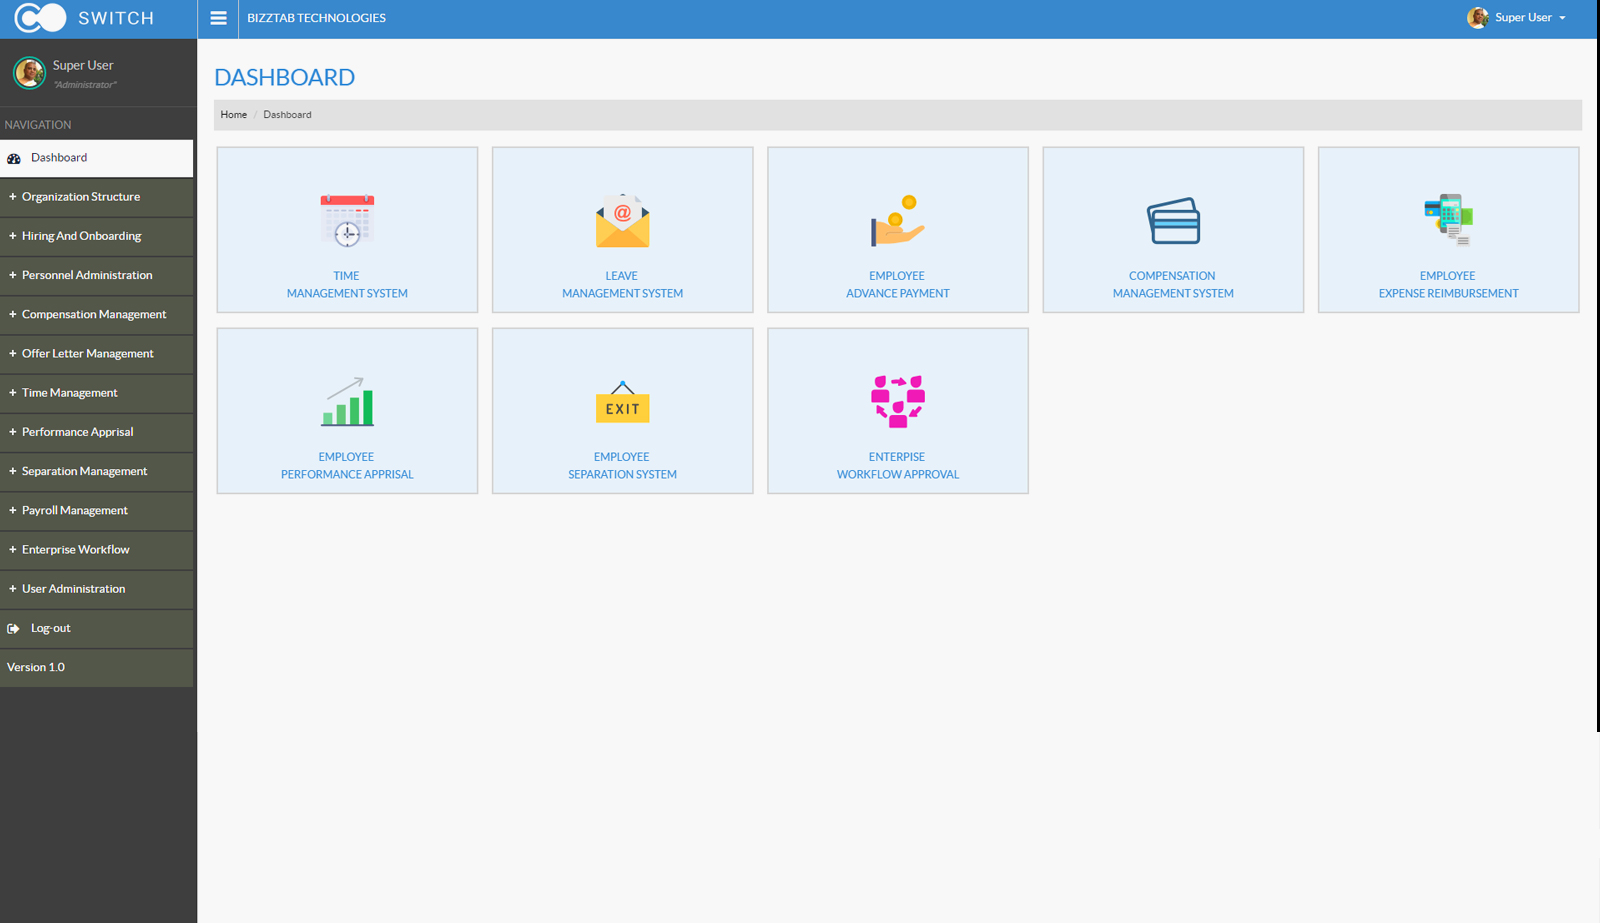 SWITCH
BIZZTAB TECHNOLOGIES
Super User
Super User
"Administrator"
NAVIGATION
Dashboard
+ Organization Structure
+ Hiring And Onboarding
+ Personnel Administration
+ Compensation Management
+ Offer Letter Management
+ Time Management
+ Performance Apprisal
+ Separation Management
+ Payroll Management
+ Enterprise Workflow
+ User Administration
Log-out
Version 1.0
DASHBOARD
Home / Dashboard
TIME
MANAGEMENT SYSTEM
@
LEAVE
MANAGEMENT SYSTEM
EMPLOYEE
ADVANCE PAYMENT
COMPENSATION
MANAGEMENT SYSTEM
EMPLOYEE
EXPENSE REIMBURSEMENT
EMPLOYEE
PERFORMANCE APPRISAL
EXIT
EMPLOYEE
SEPARATION SYSTEM
ENTERPISE
WORKFLOW APPROVAL